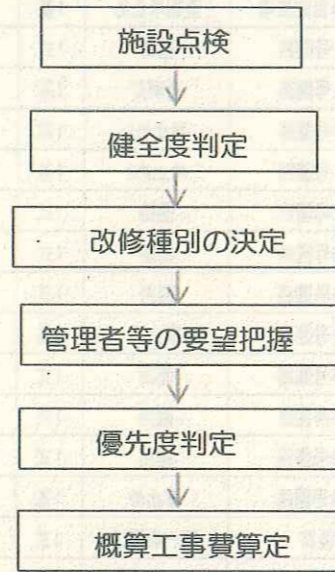 施設点検
健全度判定
改修種別の決定
管理者等の要望把握
優先度判定
概算工事費算定